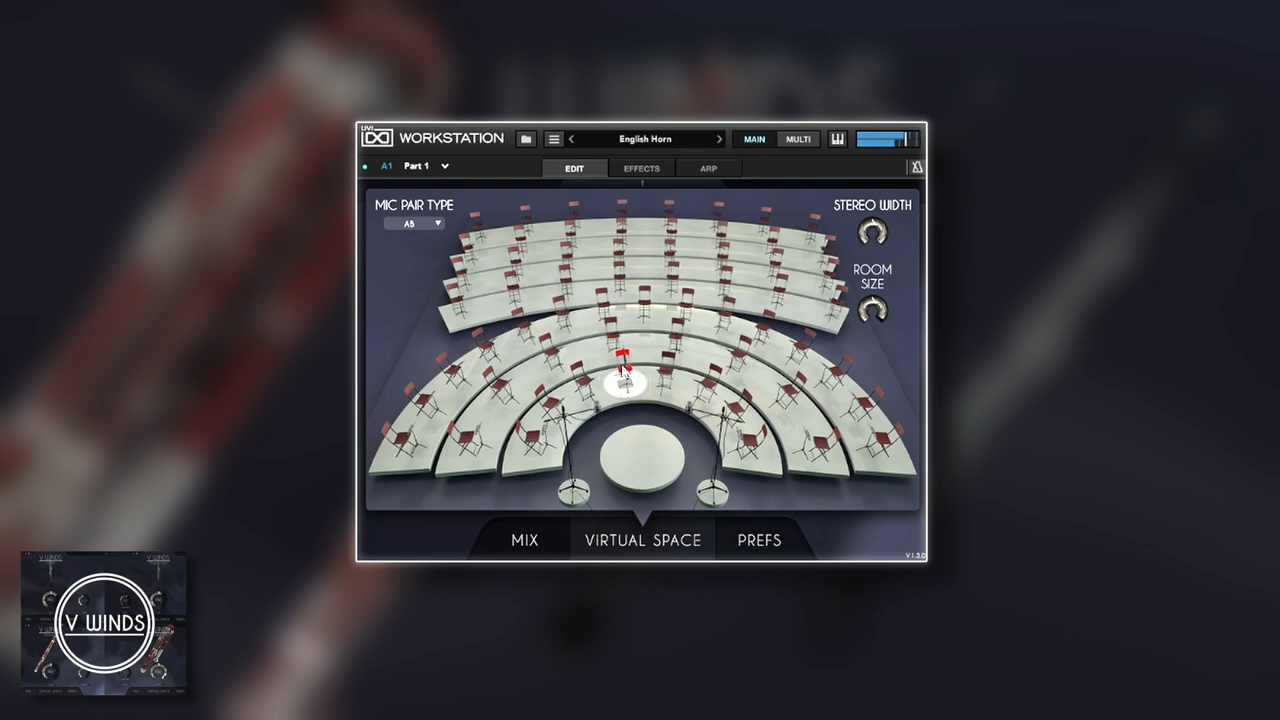 UVI WORKSTATION English Horn MAIN MULTI
A1 Part 1 EDIT EFFECTS ARP
MIC PAIR TYPE
AB
STEREO WIDTH
ROOM
SIZE
MIX VIRTUAL SPACE PREFS
V 1.3.0
V WINDS